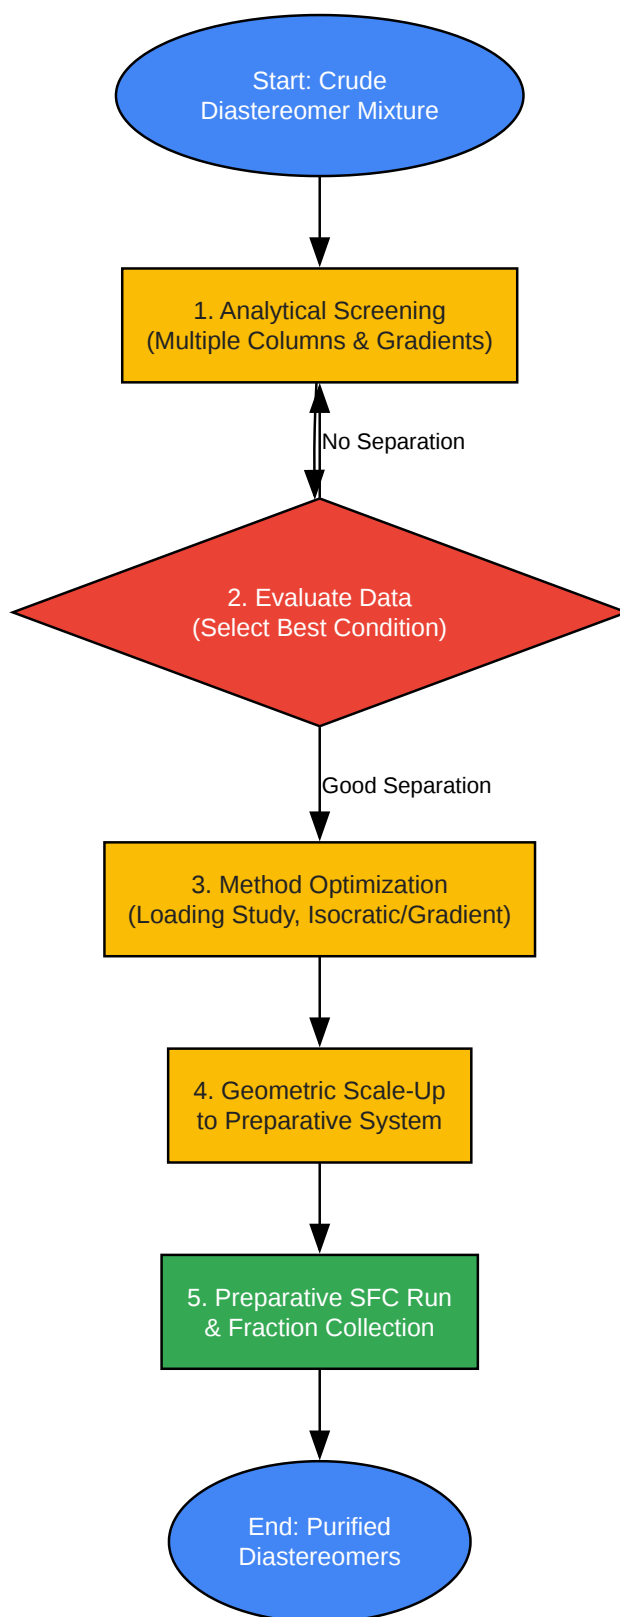 Start: Crude
Diastereomer Mixture
1. Analytical Screening
(Multiple Columns & Gradients)
No Separation
2. Evaluate Data
(Select Best Condition)
Good Separation
3. Method Optimization
(Loading Study, Isocratic/Gradient)
4. Geometric Scale-Up
to Preparative System
5. Preparative SFC Run
& Fraction Collection
End: Purified
Diastereomers